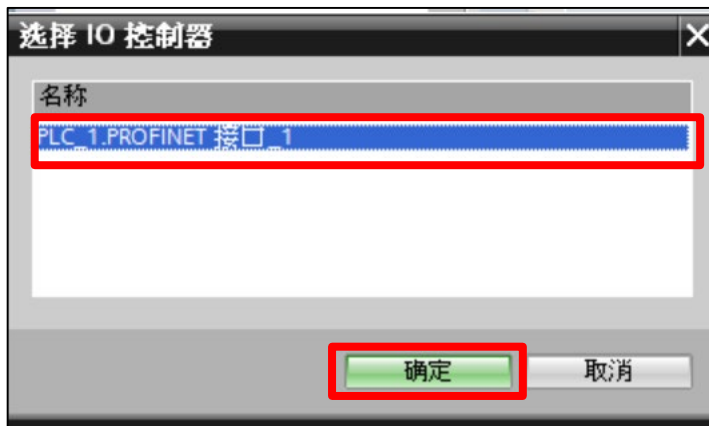 选择 IO 控制器
名称
PLC_1.PROFINET 接口_1
确定
取消